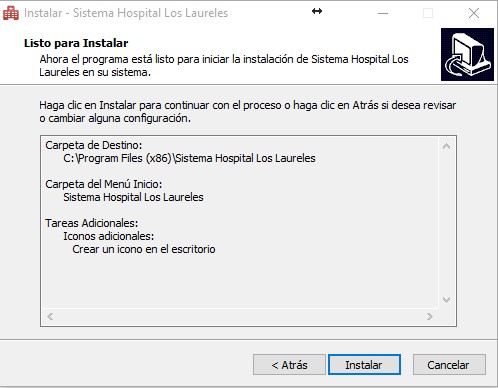 Instalar - Sistema Hospital Los Laureles
Listo para Instalar
Ahora el programa está listo para iniciar la instalación de Sistema Hospital Los
Laureles en su sistema.
Haga clic en Instalar para continuar con el proceso o haga clic en Atrás si desea revisar
o cambiar alguna configuración.
Carpeta de Destino:
C:\Program Files (x86)\Sistema Hospital Los Laureles
Carpeta del Menú Inicio:
Sistema Hospital Los Laureles
Tareas Adicionales:
Iconos adicionales:
Crear un icono en el escritorio
< Atrás
Instalar
Cancelar